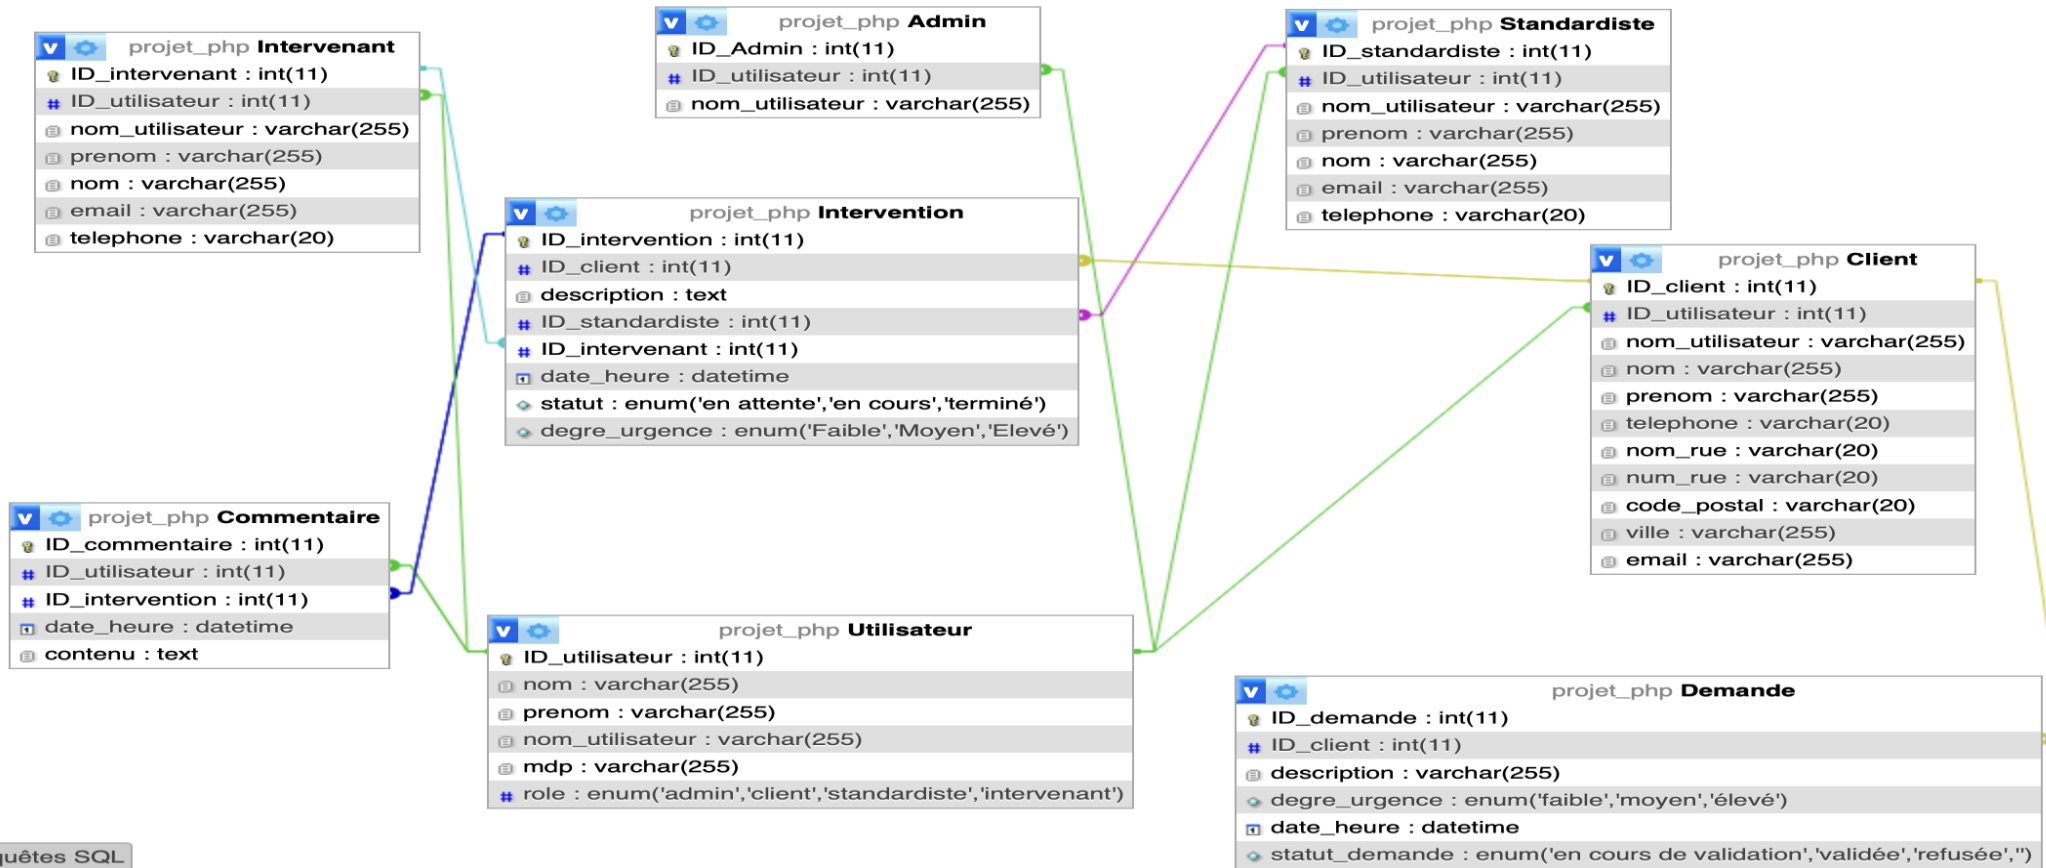 projet_php Intervenant
ID_intervenant : int(11)
ID_utilisateur : int(11)
nom_utilisateur : varchar(255)
prenom : varchar(255)
nom : varchar(255)
email : varchar(255)
telephone : varchar(20)
projet_php Admin
ID_Admin : int(11)
ID_utilisateur : int(11)
nom_utilisateur : varchar(255)
projet_php Standardiste
ID_standardiste : int(11)
ID_utilisateur : int(11)
nom_utilisateur : varchar(255)
prenom : varchar(255)
nom : varchar(255)
email : varchar(255)
telephone : varchar(20)
projet_php Intervention
ID_intervention : int(11)
ID_client : int(11)
description : text
ID_standardiste : int(11)
ID_intervenant : int(11)
date_heure : datetime
statut : enum('en attente','en cours','terminé')
degre_urgence : enum('Faible','Moyen','Elevé')
projet_php Client
ID_client : int(11)
ID_utilisateur : int(11)
nom_utilisateur : varchar(255)
nom : varchar(255)
prenom : varchar(255)
telephone : varchar(20)
nom_rue : varchar(20)
num_rue : varchar(20)
code_postal : varchar(20)
ville : varchar(255)
email : varchar(255)
projet_php Commentaire
ID_commentaire : int(11)
ID_utilisateur : int(11)
ID_intervention : int(11)
date_heure : datetime
contenu : text
projet_php Utilisateur
ID_utilisateur : int(11)
nom : varchar(255)
prenom : varchar(255)
nom_utilisateur : varchar(255)
mdp : varchar(255)
role : enum('admin','client','standardiste','intervenant')
projet_php Demande
ID_demande : int(11)
ID_client : int(11)
description : varchar(255)
degre_urgence : enum('faible','moyen','élevé')
date_heure : datetime
statut_demande : enum('en cours de validation','validée','refusée','')
quêtes SQL